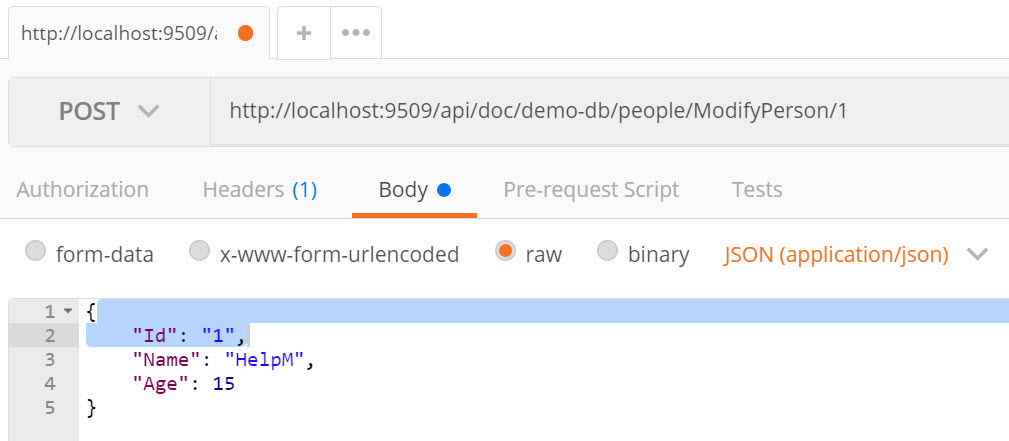 http://localhost:9509/a
POST http://localhost:9509/api/doc/demo-db/people/ModifyPerson/1
Authorization Headers (1) Body Pre-request Script Tests
form-data x-www-form-urlencoded raw binary JSON (application/json)
1 {
2 "Id": "1",
3 "Name": "HelpM",
4 "Age": 15
5 }